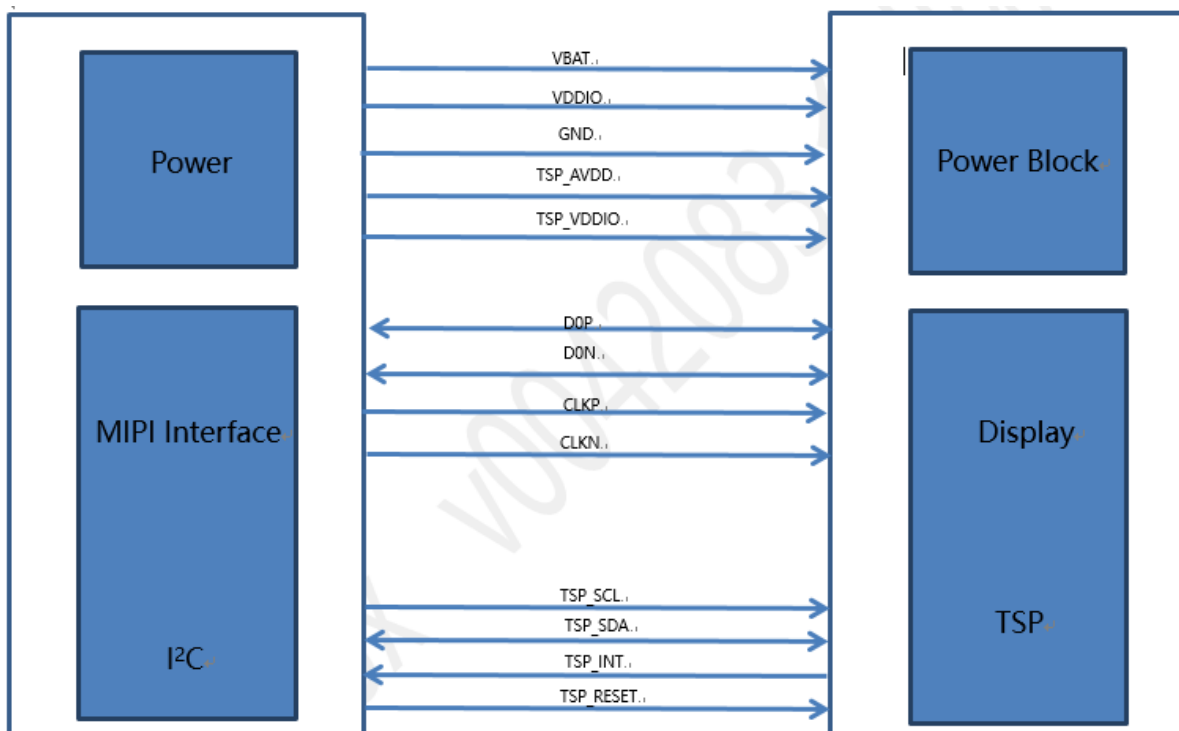 VBAT.
VDDIO.
GND.
TSP_AVDD.
TSP_VDDIO.
Power
Power Block
D0P.
D0N.
CLKP.
CLKN.
MIPI Interface
Display
TSP_SCL.
TSP_SDA.
TSP_INT.
TSP_RESET.
I²C
TSP
v0042083